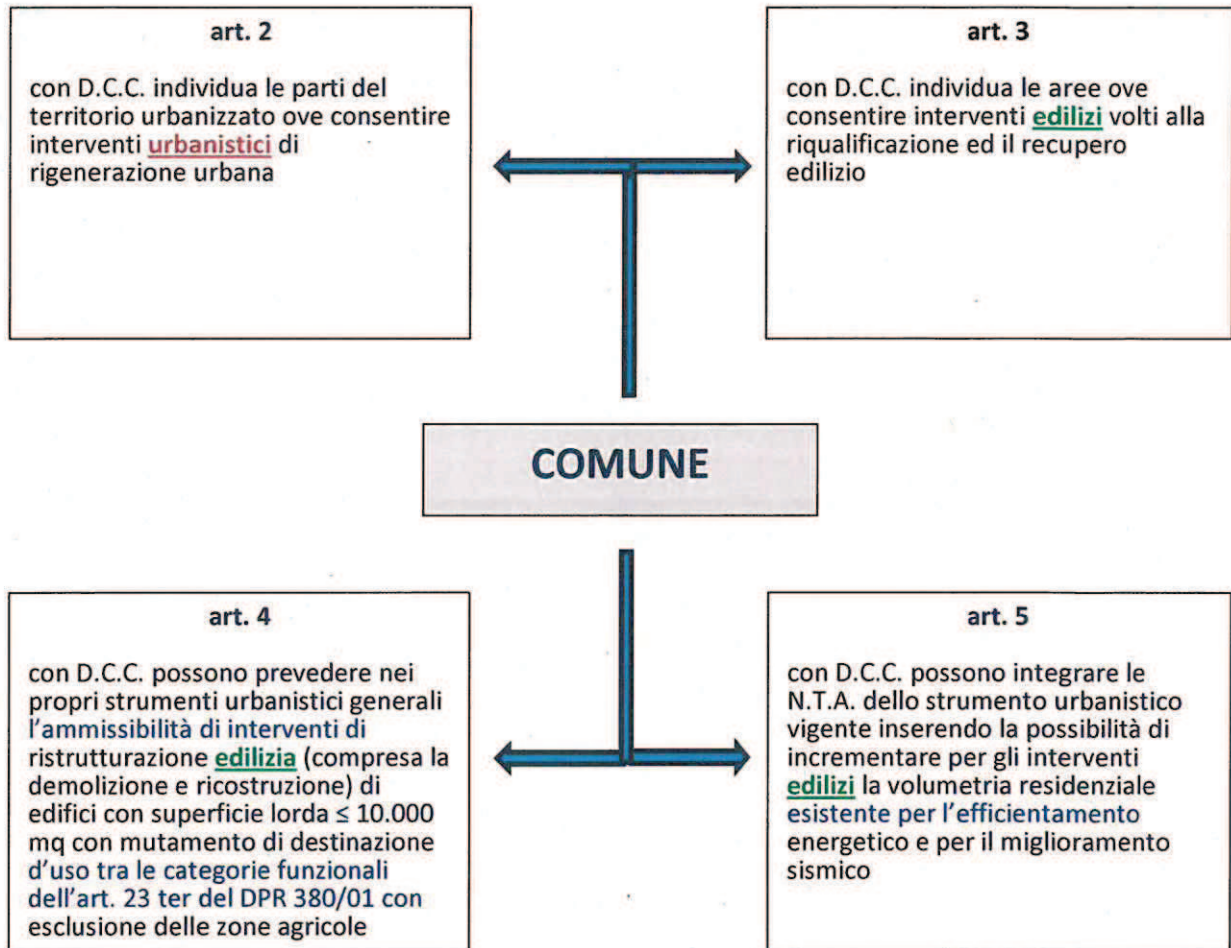 art. 2
con D.C.C. individua le parti del
territorio urbanizzato ove consentire
interventi urbanistici di
rigenerazione urbana
art. 3
con D.C.C. individua le aree ove
consentire interventi edilizi volti alla
riqualificazione ed il recupero
edilizio
COMUNE
art. 4
con D.C.C. possono prevedere nei
propri strumenti urbanistici generali
l’ammissibilità di interventi di
ristrutturazione edilizia (compresa la
demolizione e ricostruzione) di
edifici con superficie lorda ≤ 10.000
mq con mutamento di destinazione
d’uso tra le categorie funzionali
dell’art. 23 ter del DPR 380/01 con
esclusione delle zone agricole
art. 5
con D.C.C. possono integrare le
N.T.A. dello strumento urbanistico
vigente inserendo la possibilità di
incrementare per gli interventi
edilizi la volumetria residenziale
esistente per l’efficientamento
energetico e per il miglioramento
sismico